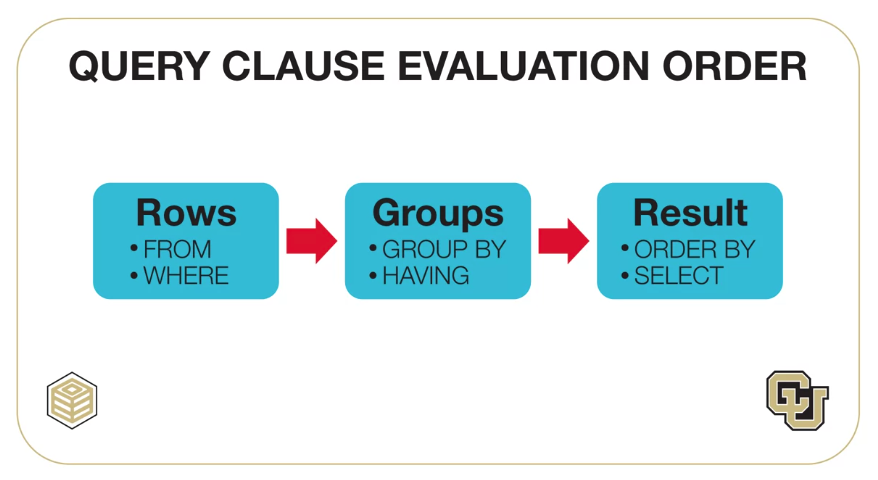 QUERY CLAUSE EVALUATION ORDER
Rows
• FROM
• WHERE
Groups
• GROUP BY
• HAVING
Result
• ORDER BY
• SELECT
CU